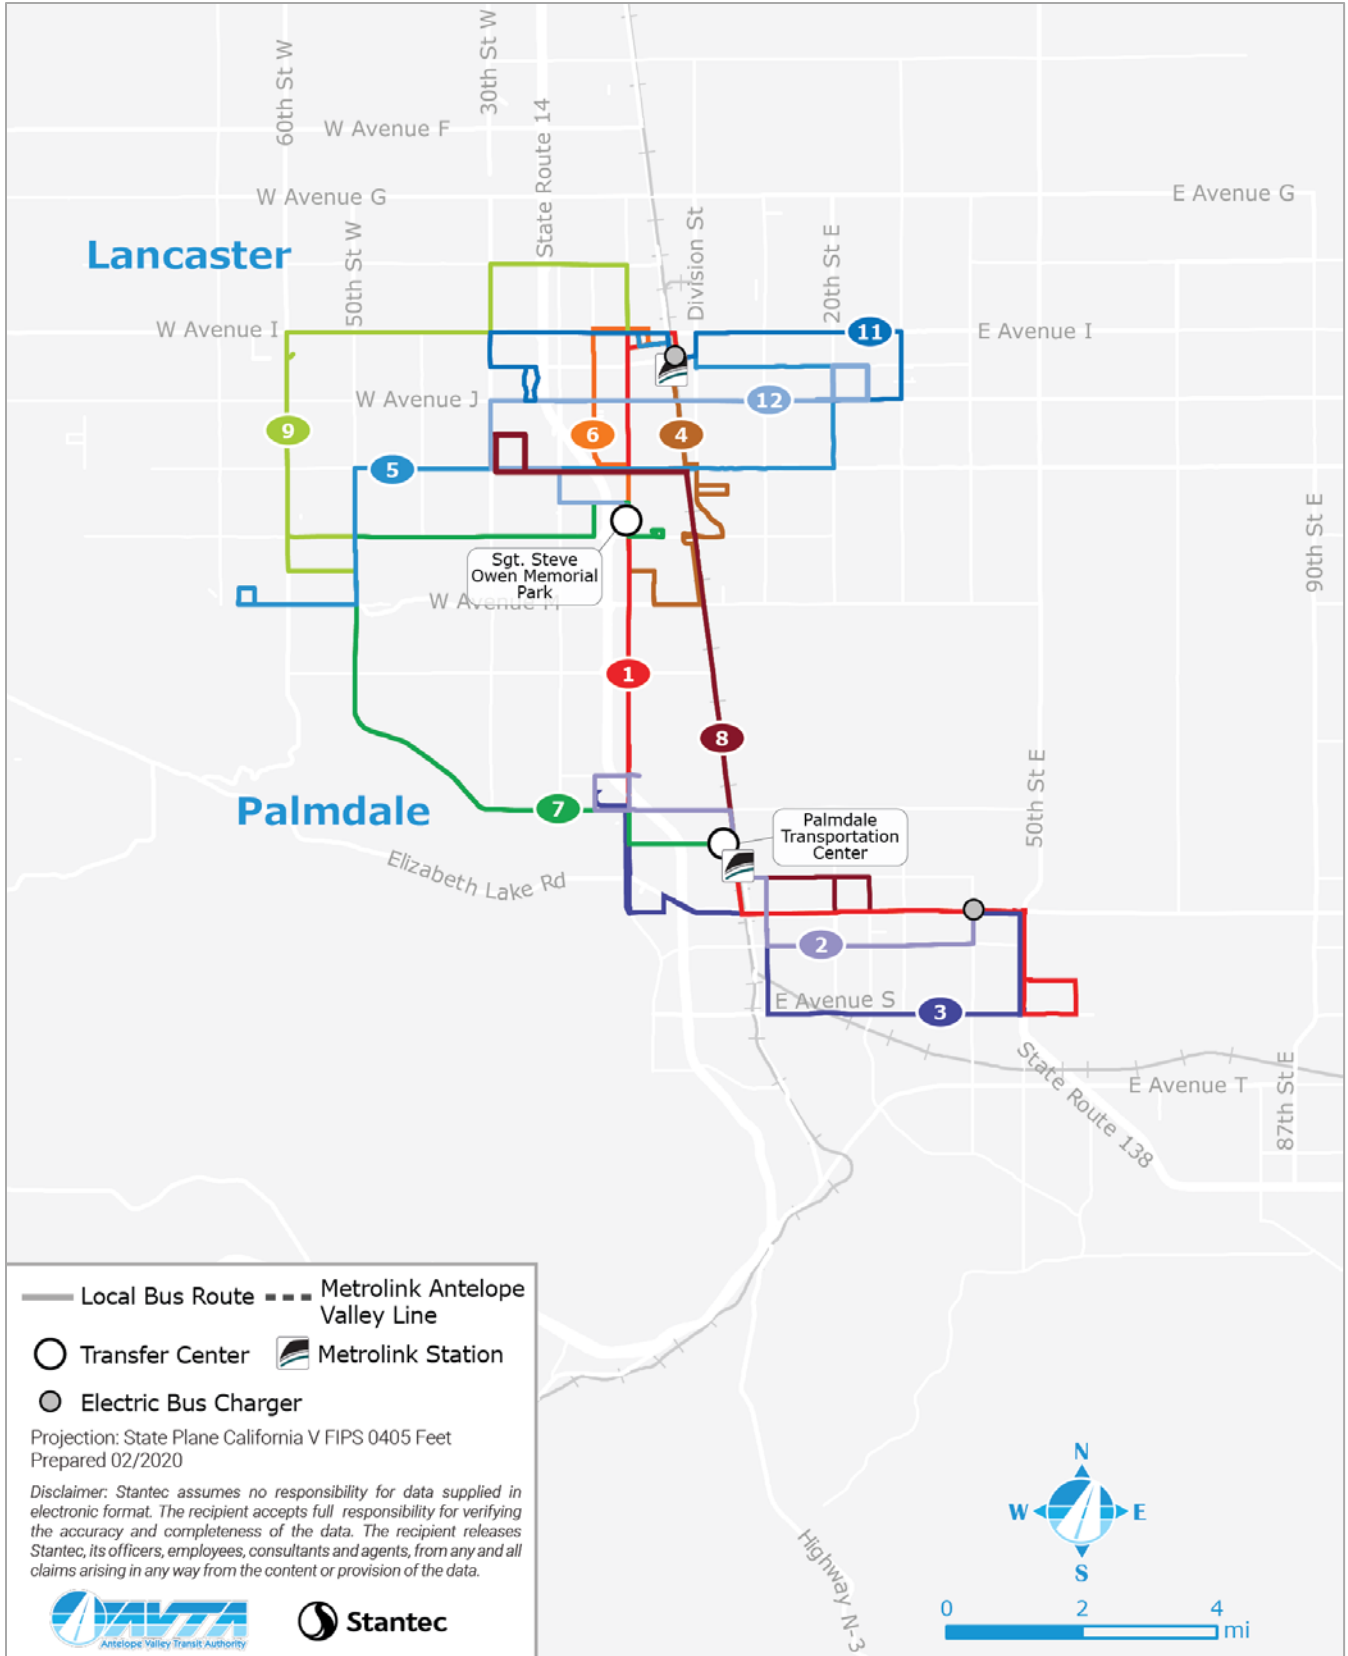 60th St W
30th St W
State Route 14
W Avenue F
W Avenue G
E Avenue G
Lancaster
50th St W
Division St
20th St E
W Avenue I
11
E Avenue I
W Avenue J
12
9
6
4
5
90th St E
Sgt. Steve
Owen Memorial
Park
W Avenue M
1
8
50th St E
Palmdale
7
Palmdale
Transportation
Center
Elizabeth Lake Rd
2
E Avenue S
3
State Route 138
E Avenue T
87th St E
Local Bus Route
Metrolink Antelope
Valley Line
Transfer Center
Metrolink Station
Electric Bus Charger
Projection: State Plane California V FIPS 0405 Feet
Prepared 02/2020
Disclaimer: Stantec assumes no responsibility for data supplied in
electronic format. The recipient accepts full responsibility for verifying
the accuracy and completeness of the data. The recipient releases
Stantec, its officers, employees, consultants and agents, from any and all
claims arising in any way from the content or provision of the data.
AVTA
Antelope Valley Transit Authority
Stantec
Highway N-3
N
W E
S
0 2 4
mi